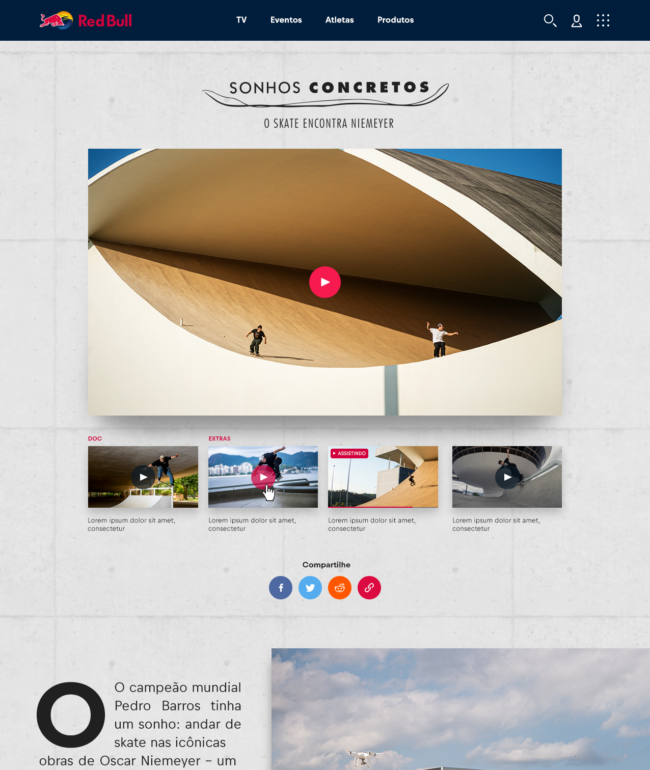 Red Bull
TV Eventos Atletas Produtos
SONHOS CONCRETOS
O SKATE ENCONTRA NIEMEYER
DOC
EXTRAS
ASSISTINDO
Lorem ipsum dolor sit amet,
consectetur
Lorem ipsum dolor sit amet,
consectetur
Lorem ipsum dolor sit amet,
consectetur
Lorem ipsum dolor sit amet,
consectetur
Compartilhe
O campeão mundial
Pedro Barros tinha
um sonho: andar de
skate nas icônicas
obras de Oscar Niemeyer – um